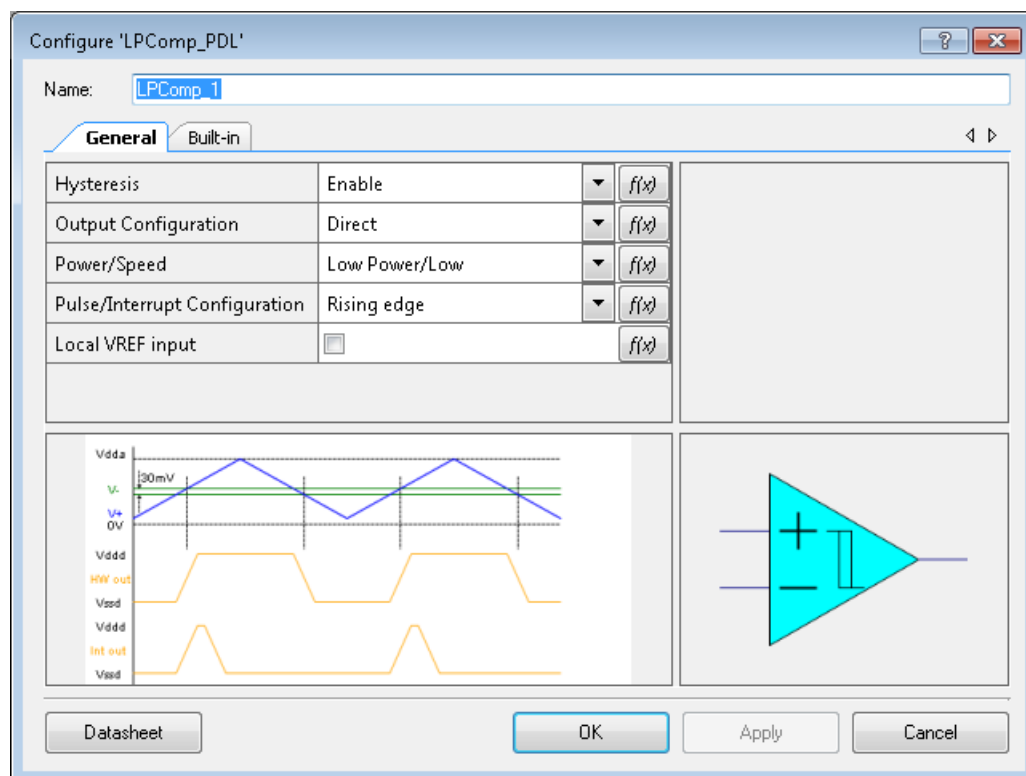 Configure 'LPComp_PDL'
?
Name: LPComp_1
General Built-in
Hysteresis Enable f(x)
Output Configuration Direct f(x)
Power/Speed Low Power/Low f(x)
Pulse/Interrupt Configuration Rising edge f(x)
Local VREF input f(x)
Vdda
30mV
V-
V+
0V
Vddd
HW out
Vssd
Vddd
Int out
Vssd
Datasheet OK Apply Cancel